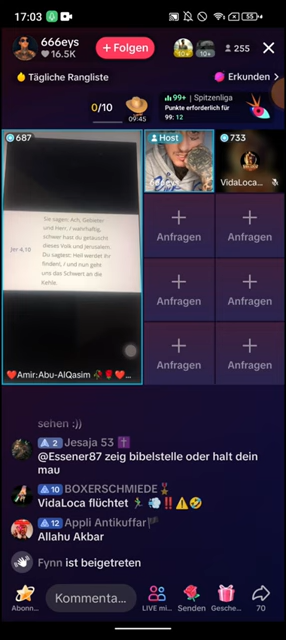 17:03
55
666eys
16.5K
+ Folgen
10+
10+
255
Tägliche Rangliste
Erkunden >
0/10
09:45
99+ | Spitzenliga
Punkte erforderlich für
99: 12
687
Jer 4,10
Sie sagen: Ach, Gebieter
und Herr, / wahrhaftig,
schwer hast du getäuscht
dieses Volk und Jerusalem.
Du sagtest: Heil werdet ihr
finden!, / und nun geht
uns das Schwert an die
Kehle.
Amir:Abu-AlQasim
Host
666eys
733
VidaLoca...
Anfragen
Anfragen
Anfragen
Anfragen
Anfragen
Anfragen
sehen :))
2 Jesaja 53
@Essener87 zeig bibelstelle oder halt dein
mau
10 BOXERSCHMIEDE
VidaLoca flüchtet
12 Appli Antikuffar
Allahu Akbar
Fynn ist beigetreten
Abonn...
Kommenta...
LIVE mi...
Senden
Gesche...
70